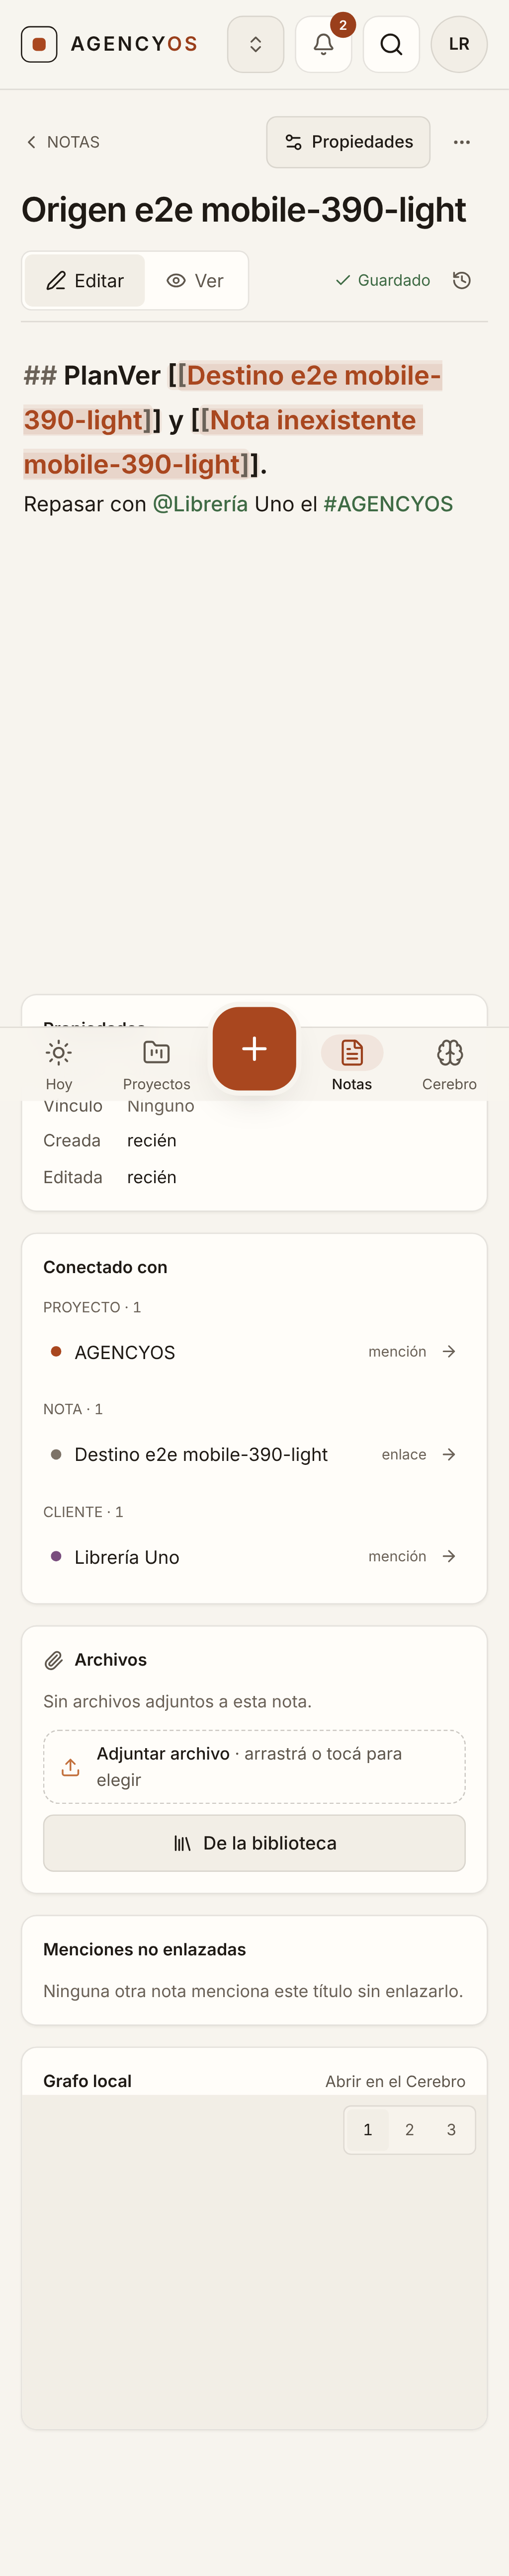 AGENCYOS
2
LR
NOTAS
Propiedades
Origen e2e mobile-390-light
Editar
Ver
Guardado
## PlanVer [[Destino e2e mobile-
390-light]] y [[Nota inexistente
mobile-390-light]].
Repasar con @Librería Uno el #AGENCYOS
Propiedades
Hoy
Proyectos
Notas
Cerebro
Vínculo Ninguno
Creada recién
Editada recién
Conectado con
PROYECTO · 1
AGENCYOS mención
NOTA · 1
Destino e2e mobile-390-light enlace
CLIENTE · 1
Librería Uno mención
Archivos
Sin archivos adjuntos a esta nota.
Adjuntar archivo · arrastrá o tocá para
elegir
De la biblioteca
Menciones no enlazadas
Ninguna otra nota menciona este título sin enlazarlo.
Grafo local Abrir en el Cerebro
1 2 3